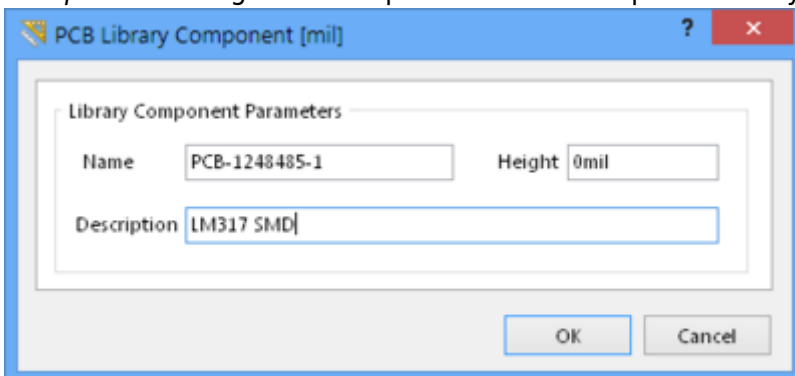 PCB Library Component [mil] ?
Library Component Parameters
Name PCB-1248485-1 Height 0mil
Description LM317 SMD
OK Cancel